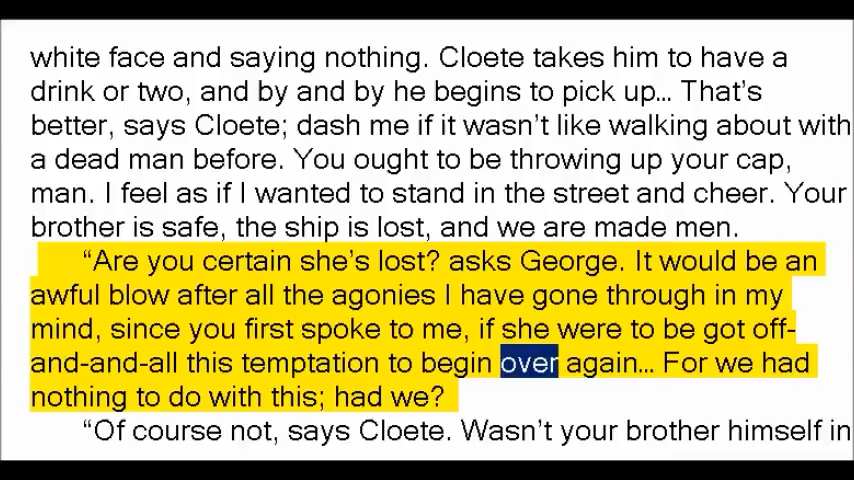 white face and saying nothing. Cloete takes him to have a
drink or two, and by and by he begins to pick up... That's
better, says Cloete; dash me if it wasn't like walking about with
a dead man before. You ought to be throwing up your cap,
man. I feel as if I wanted to stand in the street and cheer. Your
brother is safe, the ship is lost, and we are made men.
“Are you certain she's lost? asks George. It would be an
awful blow after all the agonies I have gone through in my
mind, since you first spoke to me, if she were to be got off-
and-and-all this temptation to begin over again... For we had
nothing to do with this; had we?
“Of course not, says Cloete. Wasn't your brother himself in